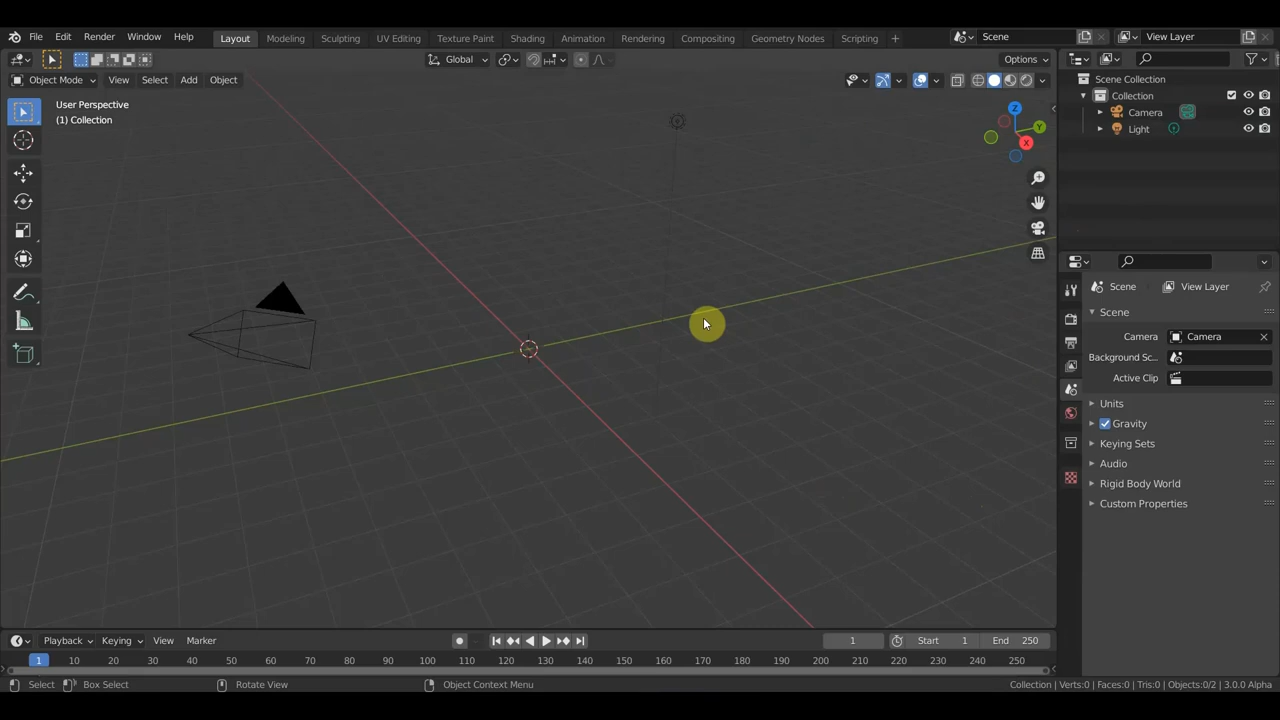 File Edit Render Window Help Layout Modeling Sculpting UV Editing Texture Paint Shading Animation Rendering Compositing Geometry Nodes Scripting + Scene View Layer
Global Options
Object Mode View Select Add Object
User Perspective
(1) Collection
Z
Y
X
Scene Collection
Collection
Camera
Light
Scene View Layer
Scene
Camera Camera
Background Sc...
Active Clip
Units
Gravity
Keying Sets
Audio
Rigid Body World
Custom Properties
Playback Keying View Marker 1 Start 1 End 250
1 10 20 30 40 50 60 70 80 90 100 110 120 130 140 150 160 170 180 190 200 210 220 230 240 250
Select Box Select Rotate View Object Context Menu Collection | Verts:0 | Faces:0 | Tris:0 | Objects:0/2 | 3.0.0 Alpha